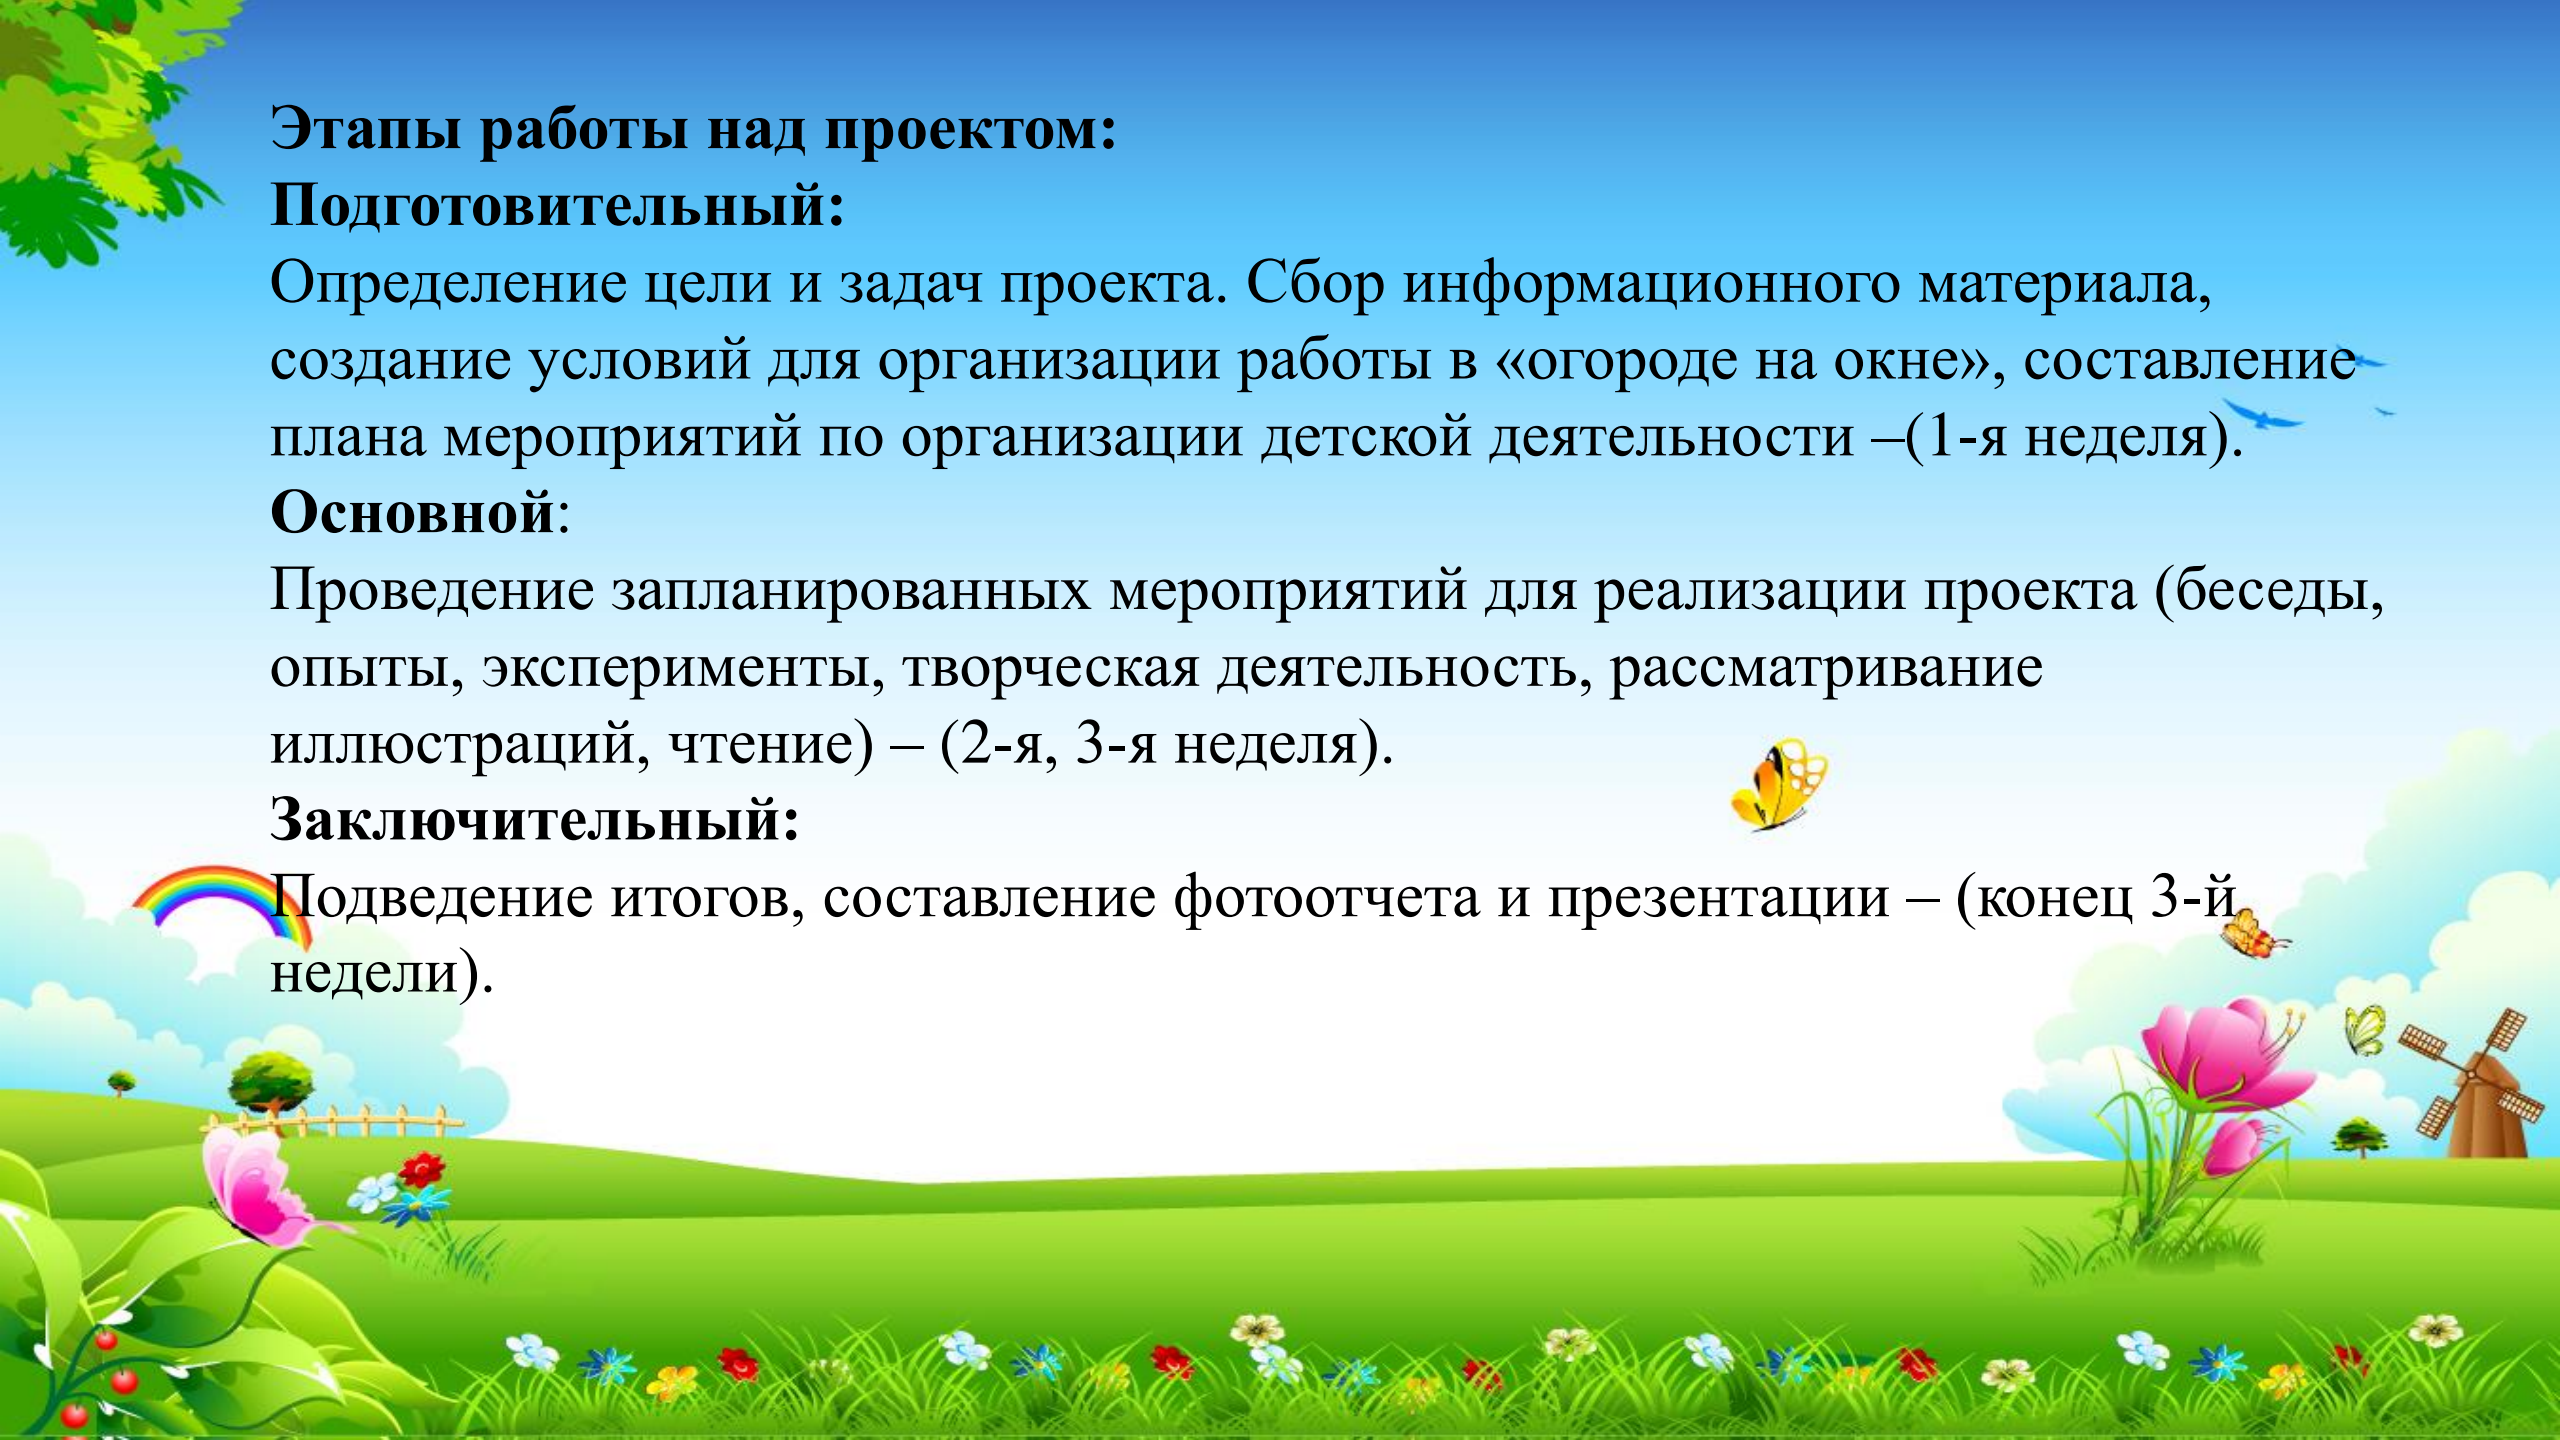 Этапы работы над проектом:
Подготовительный:
Определение цели и задач проекта. Сбор информационного материала,
создание условий для организации работы в «огороде на окне», составление
плана мероприятий по организации детской деятельности –(1-я неделя).
Основной:
Проведение запланированных мероприятий для реализации проекта (беседы,
опыты, эксперименты, творческая деятельность, рассматривание
иллюстраций, чтение) – (2-я, 3-я неделя).
Заключительный:
Подведение итогов, составление фотоотчета и презентации – (конец 3-й
недели).